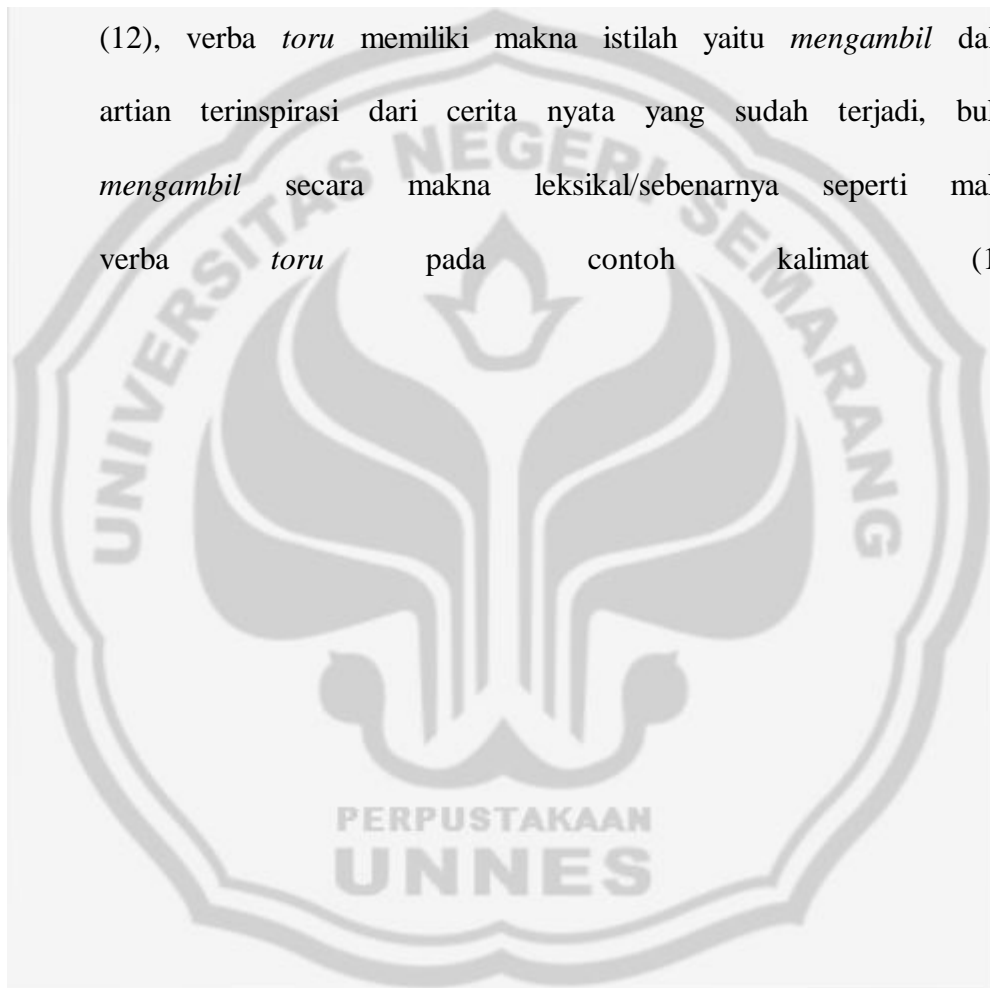 (12), verba toru memiliki makna istilah yaitu mengambil
artian terinspirasi dari cerita nyata yang sudah terjadi,
mengambil secara makna leksikal/sebenarnya seperti
verba toru pada contoh kalimat
UNIVERSITAS NEGERI SEMARANG
PERPUSTAKAAN
UNNES